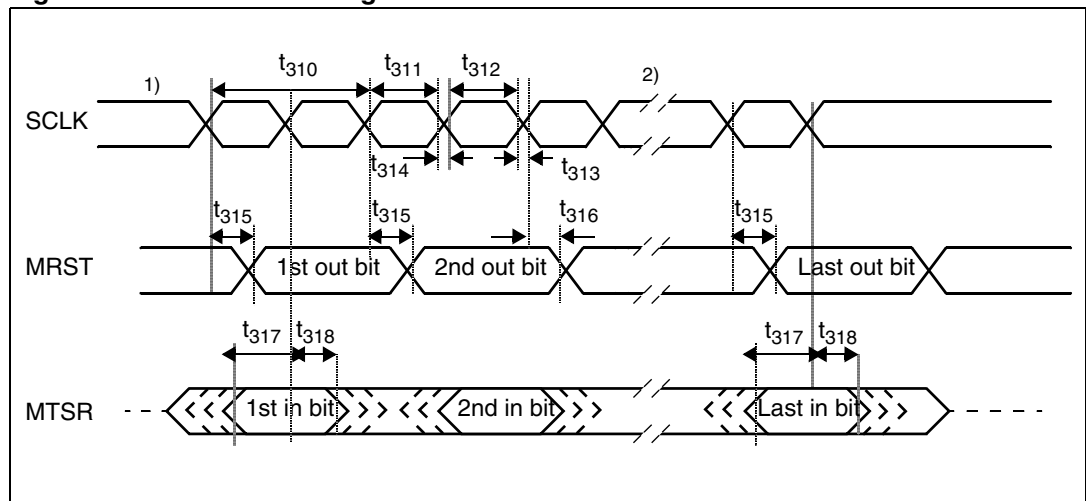 1)
t310
t311
t312
2)
SCLK
t314
t313
t315
t315
t316
t315
MRST
1st out bit
2nd out bit
Last out bit
t317
t318
t317
t318
MTSR
1st in bit
2nd in bit
Last in bit